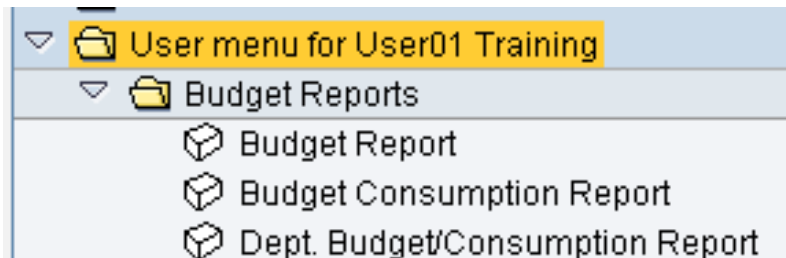 User menu for User01 Training
Budget Reports
Budget Report
Budget Consumption Report
Dept. Budget/Consumption Report